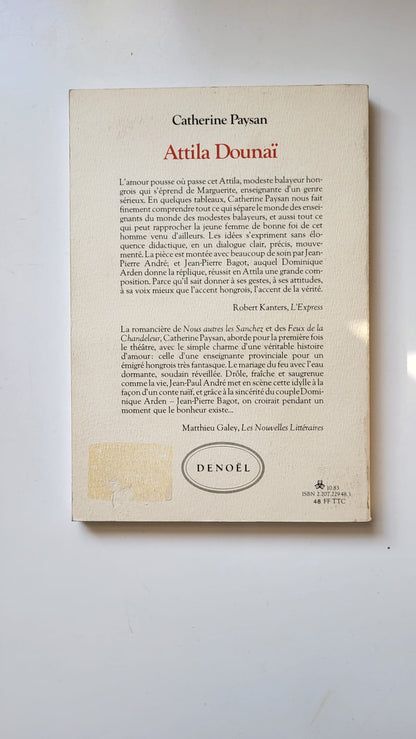 Catherine Paysan
Attila Dounaï
L'amour pousse où passe cet Attila, modeste balayeur hon-
grois qui s'éprend de Marguerite, enseignante d'un genre
sérieux. En quelques tableaux, Catherine Paysan nous fait
finement comprendre tout ce qui sépare le monde des ensei-
gnants du monde des modestes balayeurs, et aussi tout ce
qui peut rapprocher la jeune femme de bonne foi de cet
homme venu d'ailleurs. Les idées s'expriment sans élo-
quence didactique, en un dialogue clair, précis, mouve-
menté. La pièce est montée avec beaucoup de soin par Jean-
Pierre André; et Jean-Pierre Bagot, auquel Dominique
Arden donne la réplique, réussit en Attila une grande com-
position. Parce qu'il sait donner à ses gestes, à ses attitudes,
à sa voix mieux que l'accent hongrois, l'accent de la vérité.
Robert Kanters, L'Express
La romancière de Nous autres les Sanchez et des Feux de la
Chandeleur, Catherine Paysan, aborde pour la première fois
le théâtre, avec le simple charme d'une véritable histoire
d'amour: celle d'une enseignante provinciale pour un
émigré hongrois très fantasque. Le mariage du feu avec l'eau
dormante, soudain réveillée. Drôle, fraîche et saugrenue
comme la vie, Jean-Paul André met en scène cette idylle à la
façon d'un conte naïf, et grâce à la sincérité du couple Domi-
nique Arden – Jean-Pierre Bagot, on croirait pendant un
moment que le bonheur existe...
Matthieu Galey, Les Nouvelles Littéraires
DENOËL
10.83
ISBN 2.207.22948.3
48 FF TTC